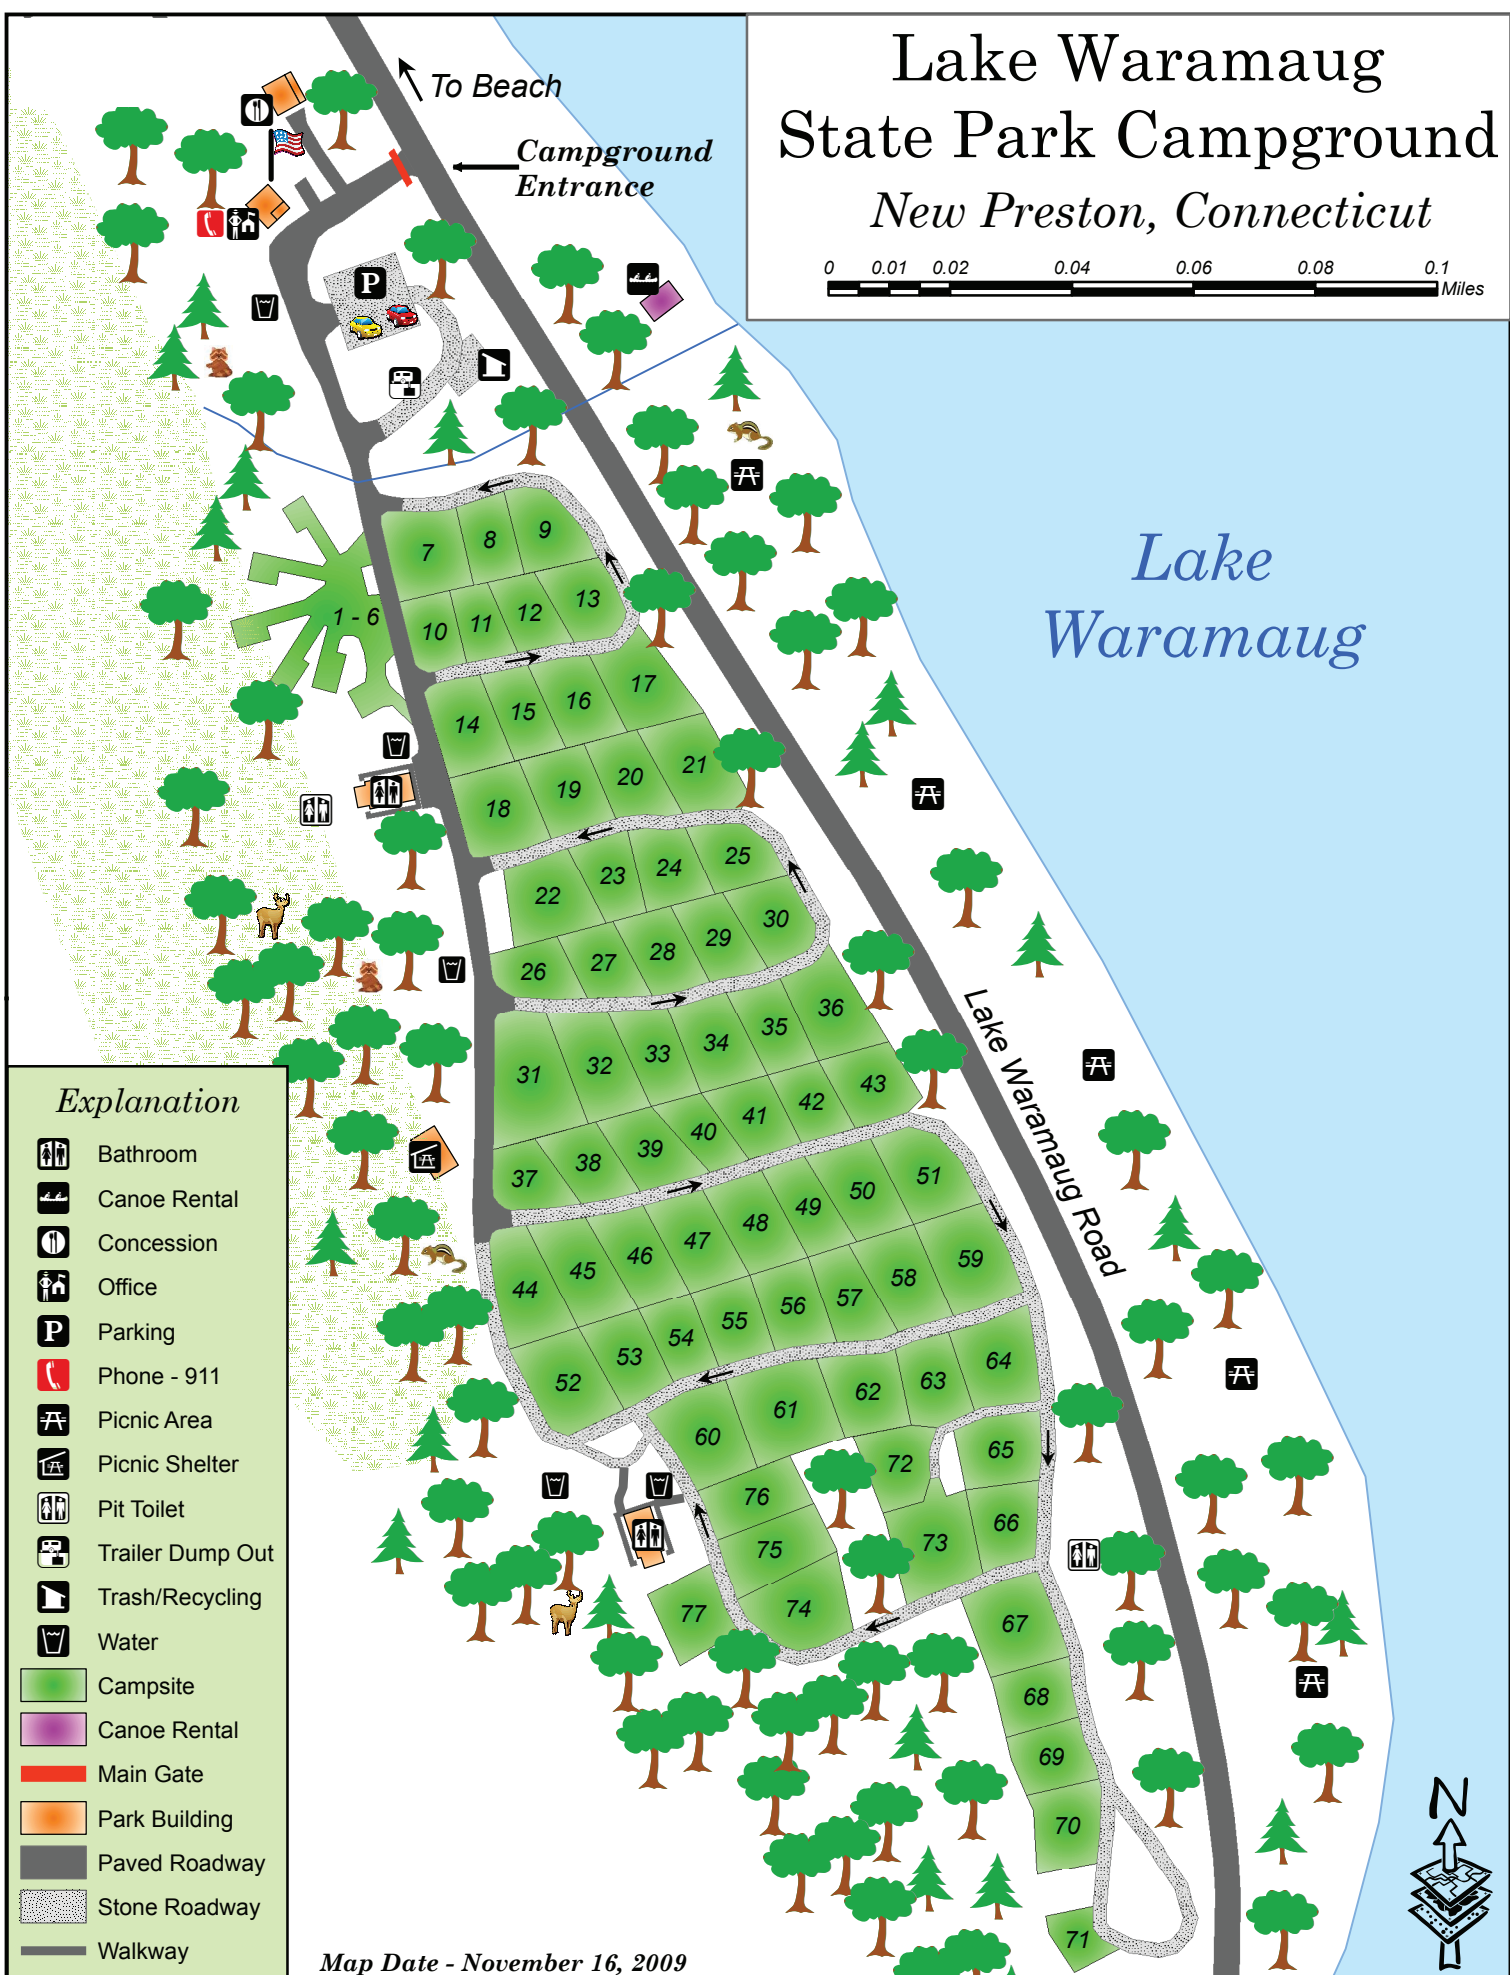 Lake Waramaug
State Park Campground
New Preston, Connecticut
0 0.01 0.02 0.04 0.06 0.08 0.1
Miles
To Beach
Campground
Entrance
P
Lake
Waramaug
7
8
9
1 - 6
10
11
12
13
14
15
16
17
18
19
20
21
22
23
24
25
26
27
28
29
30
31
32
33
34
35
36
37
38
39
40
41
42
43
Lake Waramaug Road
44
45
46
47
48
49
50
51
52
53
54
55
56
57
58
59
60
61
62
63
64
65
66
67
68
69
70
71
72
73
74
75
76
77
Explanation
Bathroom
Canoe Rental
Concession
Office
P Parking
Phone - 911
Picnic Area
Picnic Shelter
Pit Toilet
Trailer Dump Out
Trash/Recycling
Water
Campsite
Canoe Rental
Main Gate
Park Building
Paved Roadway
Stone Roadway
Walkway
Map Date - November 16, 2009
N